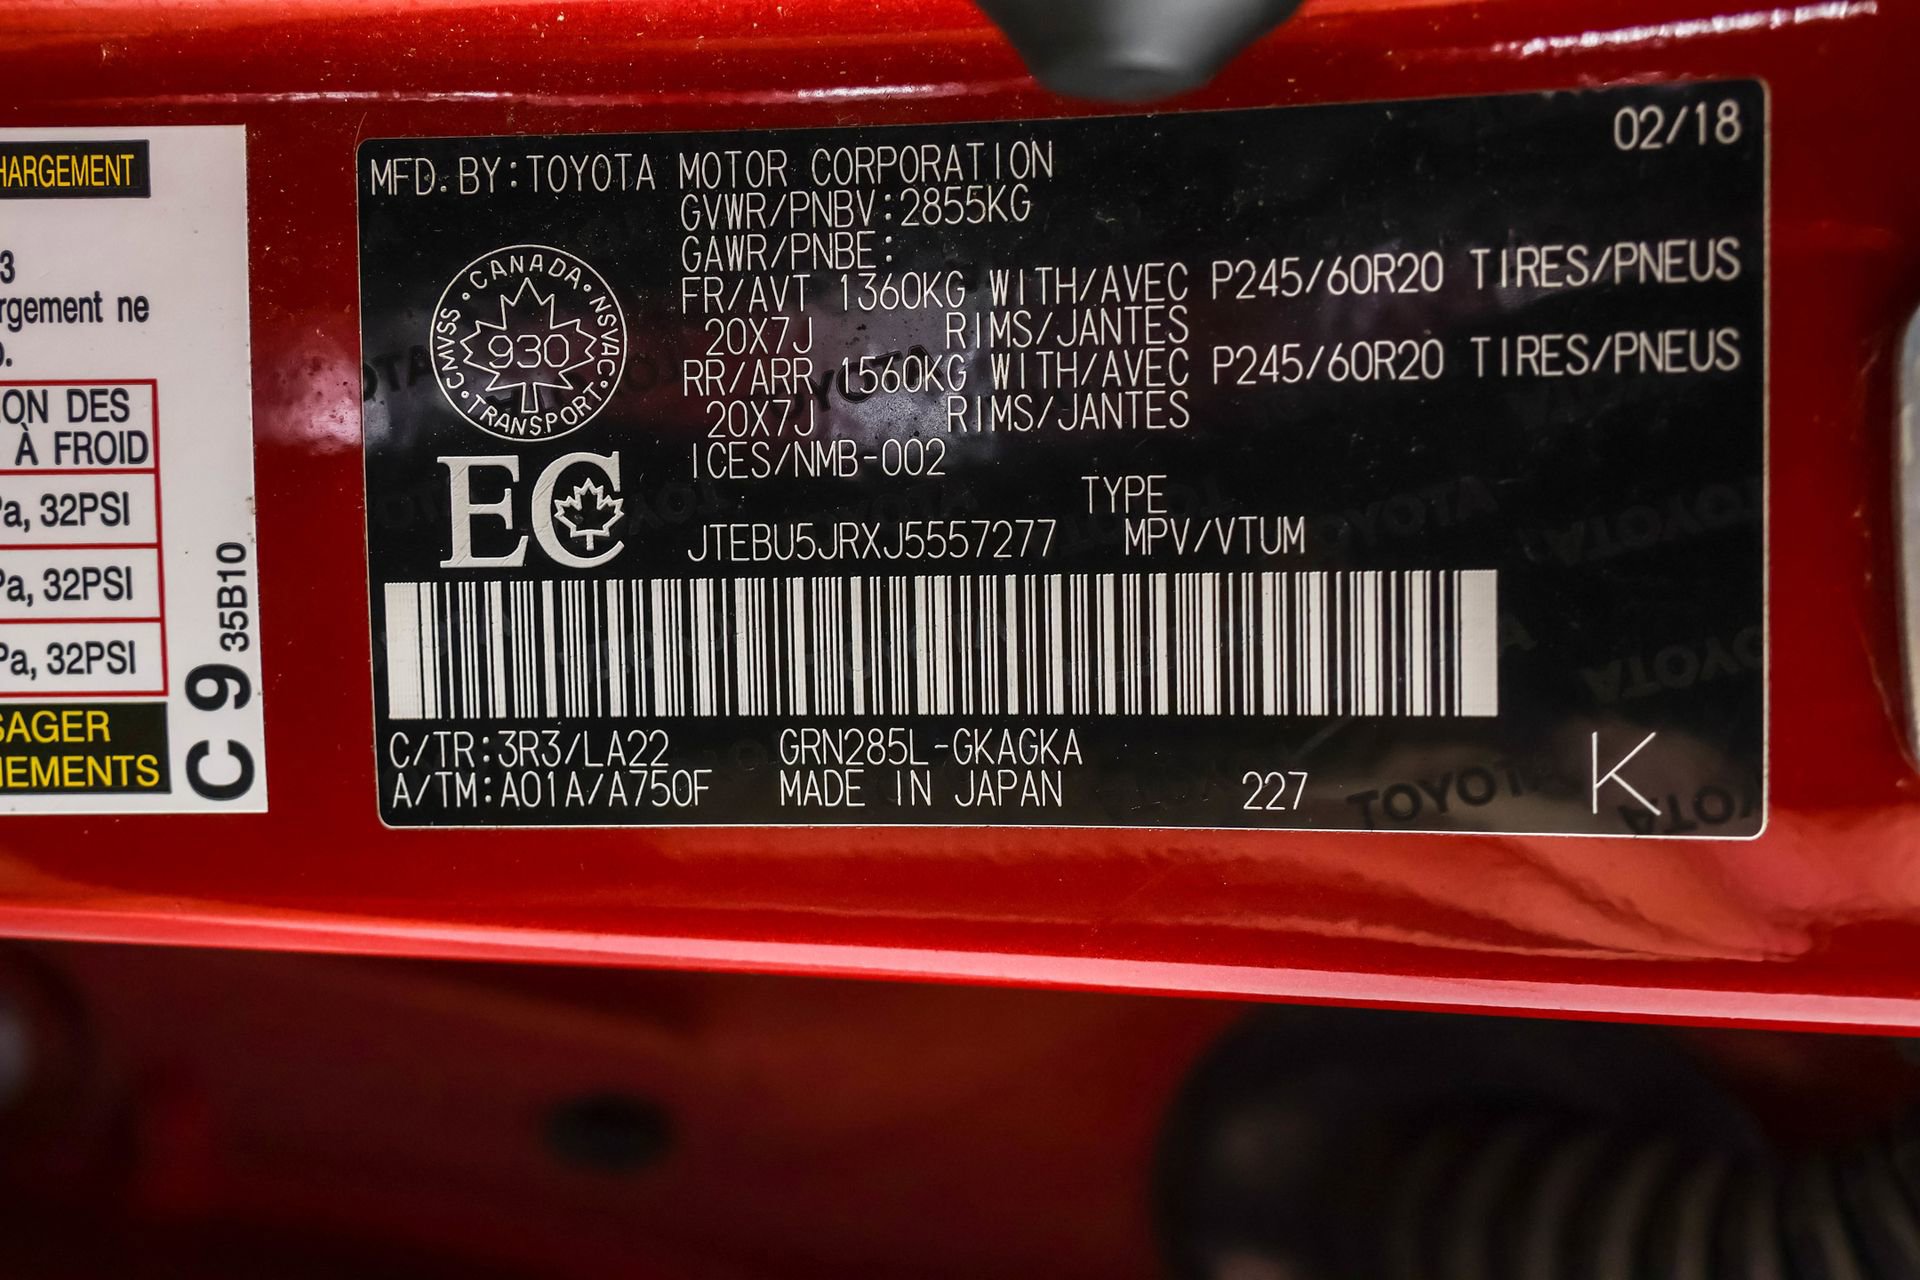 HARGEMENT
3
rgement ne
ON DES
À FROID
Pa, 32PSI
Pa, 32PSI
Pa, 32PSI
SAGER
NEMENTS
C 9 35B10
02/18
MFD. BY: TOYOTA MOTOR CORPORATION
GVWR/PNBV: 2855KG
GAWR/PNBE:
FR/AVT 1360KG WITH/AVEC P245/60R20 TIRES/PNEUS
20X7J RIMS/JANTES
RR/ARR 1560KG WITH/AVEC P245/60R20 TIRES/PNEUS
20X7J RIMS/JANTES
ICES/NMB-002
CANADA · NSVAC · TRANSPORT · CMVSS ·
930
EC
TYPE
JTEBU5JRXJ5557277 MPV/VTUM
C/TR: 3R3/LA22 GRN285L-GKAGKA
A/TM: A01A/A750F MADE IN JAPAN 227 K
TOYOTA